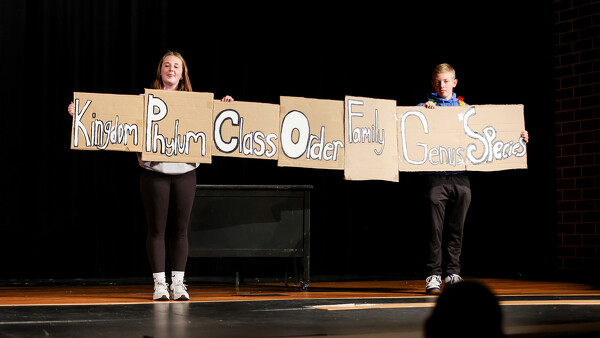 Kingdom Phylum Class Order Family Genus Species